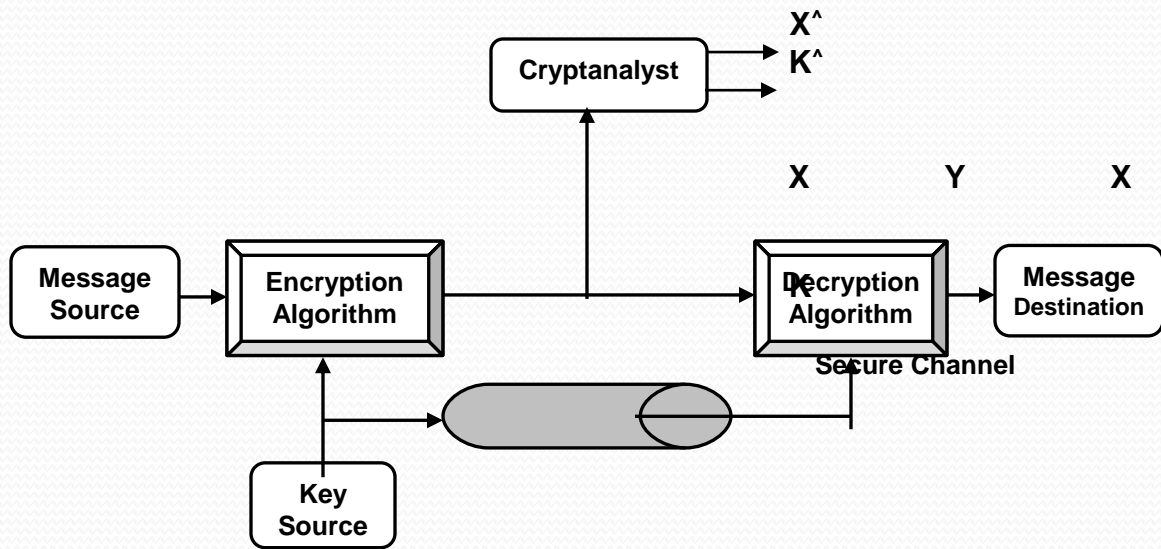 X^
K^
Cryptanalyst
X Y X
Message
Source
Encryption
Algorithm
K
Decryption
Algorithm
Message
Destination
Secure Channel
Key
Source